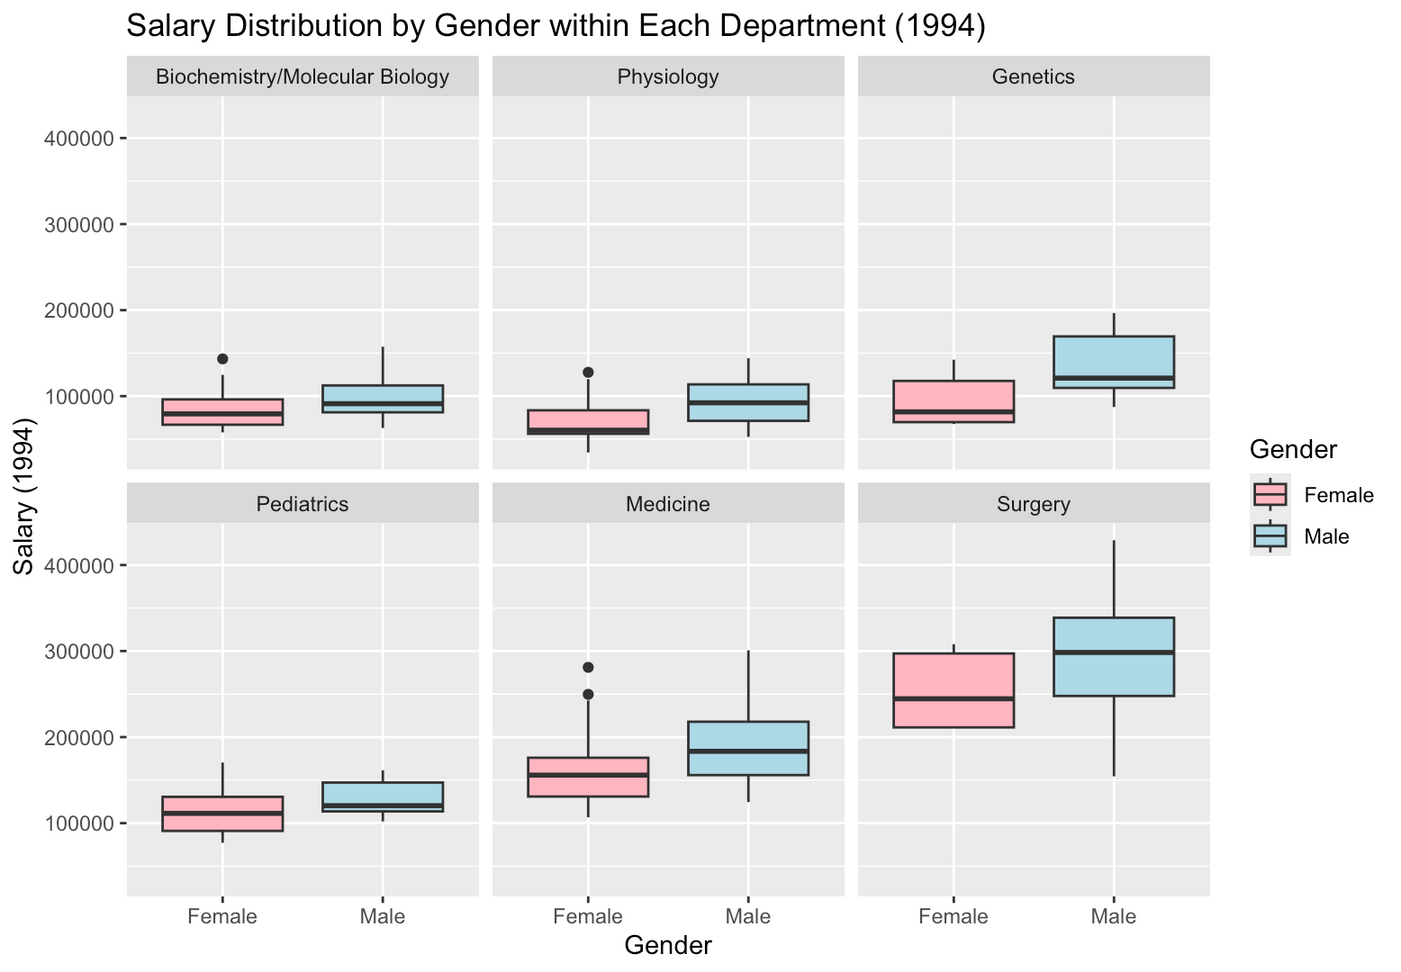 Salary Distribution by Gender within Each Department (1994)
Biochemistry/Molecular Biology
Physiology
Genetics
400000
300000
200000
100000
Pediatrics
Medicine
Surgery
400000
300000
200000
100000
Salary (1994)
Female
Male
Female
Male
Female
Male
Gender
Gender
Female
Male